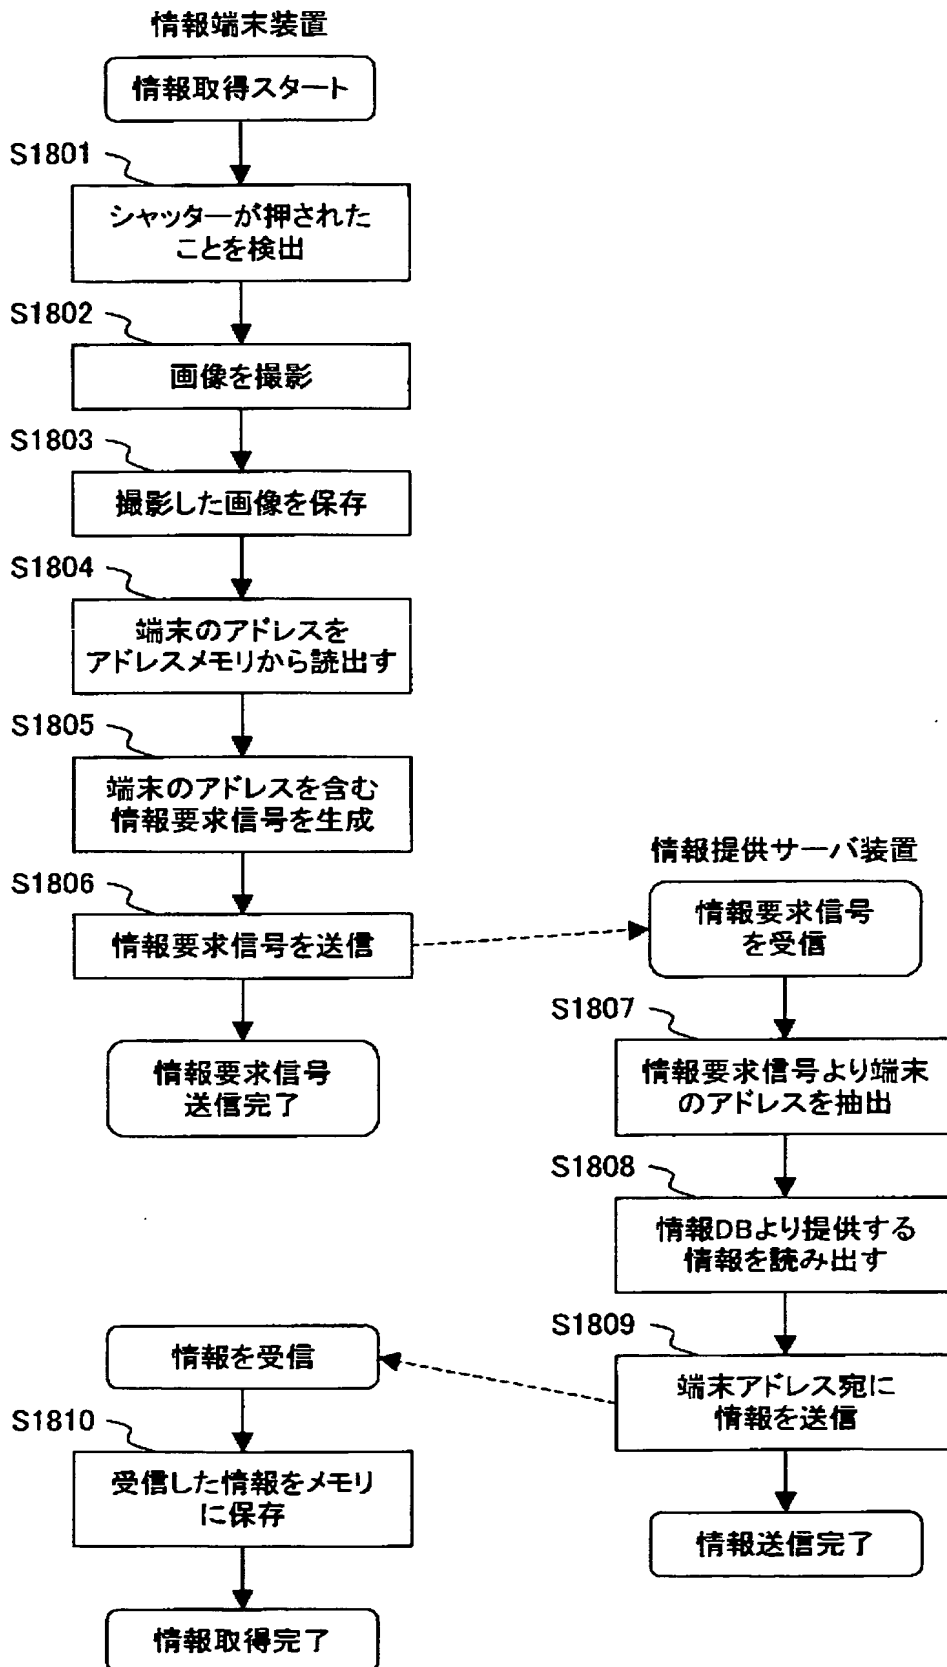 情報端末装置
情報取得スタート
S1801
シャッターが押された
ことを検出
S1802
画像を撮影
S1803
撮影した画像を保存
S1804
端末のアドレスを
アドレスメモリから読出す
S1805
端末のアドレスを含む
情報要求信号を生成
S1806
情報要求信号を送信
情報要求信号
送信完了
情報提供サーバ装置
情報要求信号
を受信
S1807
情報要求信号より端末
のアドレスを抽出
S1808
情報DBより提供する
情報を読み出す
S1809
端末アドレス宛に
情報を送信
情報送信完了
情報を受信
S1810
受信した情報をメモリ
に保存
情報取得完了